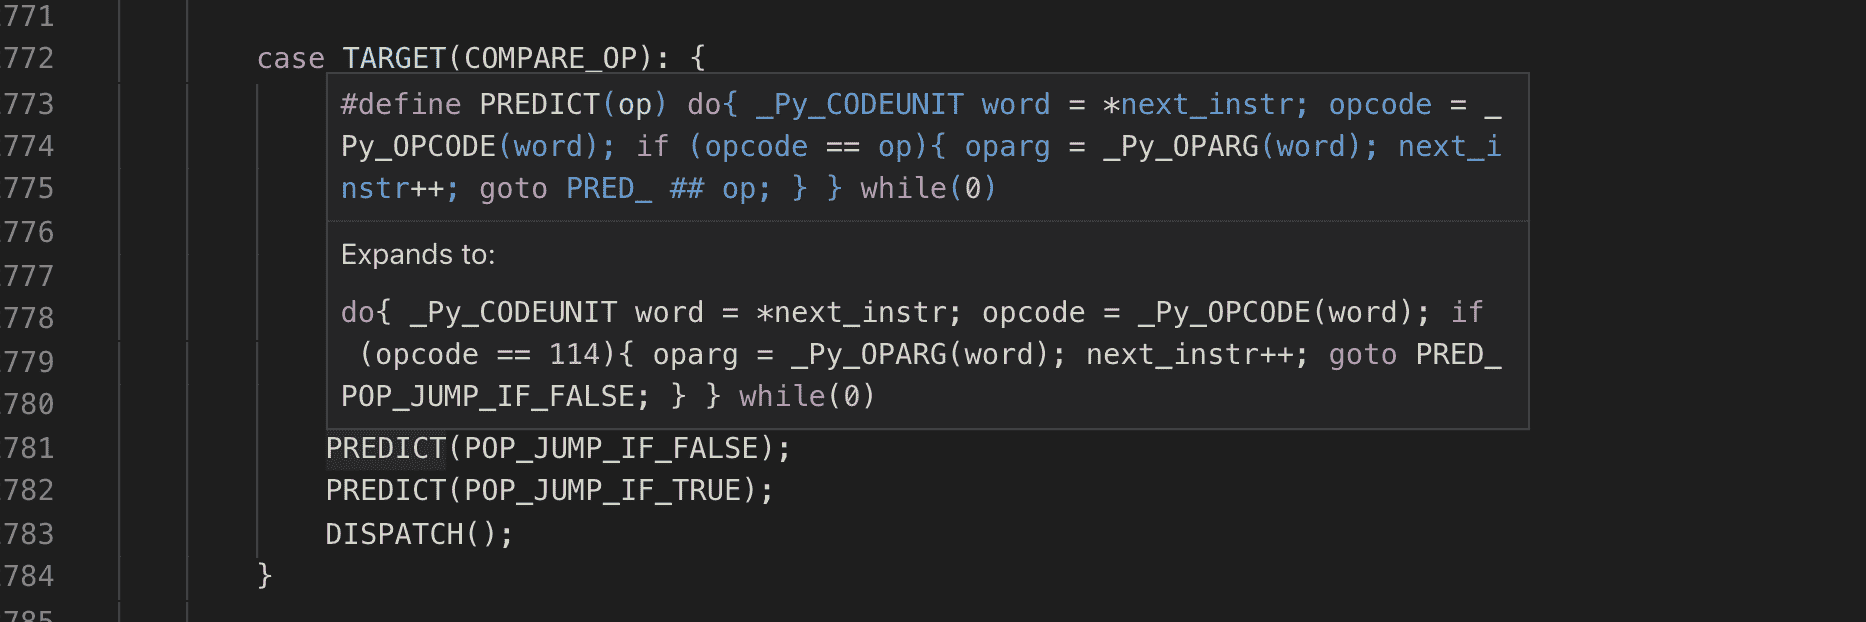 771
772 case TARGET(COMPARE_OP): {
773 #define PREDICT(op) do{ _Py_CODEUNIT word = *next_instr; opcode = _
774 Py_OPCODE(word); if (opcode == op){ oparg = _Py_OPARG(word); next_i
775 nstr++; goto PRED_ ## op; } } while(0)
776
Expands to:
777
778 do{ _Py_CODEUNIT word = *next_instr; opcode = _Py_OPCODE(word); if
779 (opcode == 114){ oparg = _Py_OPARG(word); next_instr++; goto PRED_
780 POP_JUMP_IF_FALSE; } } while(0)
781 PREDICT(POP_JUMP_IF_FALSE);
782 PREDICT(POP_JUMP_IF_TRUE);
783 DISPATCH();
784 }
785